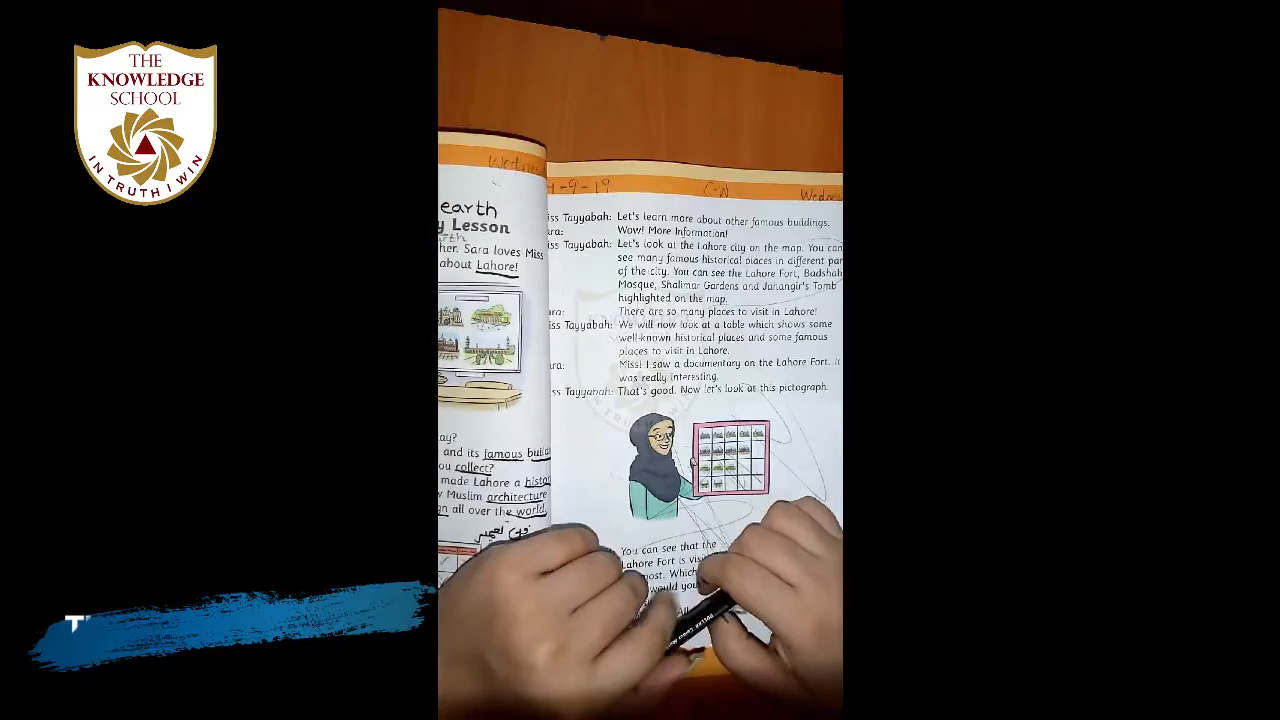 THE
KNOWLEDGE
SCHOOL
IN TRUTH I WIN
T
earth
Lesson
her. Sara loves Miss
about Lahore!
ay?
and its famous build
ou collect?
made Lahore a histo
Muslim architecture
all over the world.
-9-19
C.W
Wednes
iss Tayyabah: Let's learn more about other famous buildings.
ara: Wow! More Information!
iss Tayyabah: Let's look at the Lahore city on the map. You can
see many famous historical places in different par
of the city. You can see the Lahore Fort, Badshah
Mosque, Shalimar Gardens and Jahangir's Tomb
highlighted on the map.
ara: There are so many places to visit in Lahore!
iss Tayyabah: We will now look at a table which shows some
well-known historical places and some famous
places to visit in Lahore.
ara: Miss! I saw a documentary on the Lahore Fort. It
was really interesting.
ss Tayyabah: That's good. Now let's look at this pictograph.
You can see that the
Lahore Fort is visi
most. Which
would you